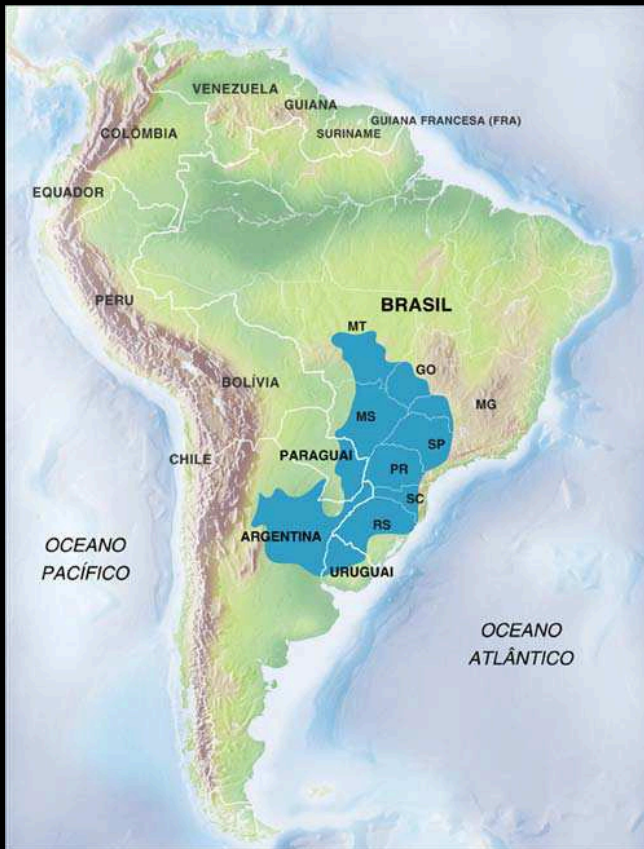 VENEZUELA
GUIANA
GUIANA FRANCESA (FRA)
SURINAME
COLÔMBIA
EQUADOR
PERU
BRASIL
MT
GO
BOLÍVIA
MG
MS
SP
PARAGUAI
CHILE
PR
SC
RS
ARGENTINA
OCEANO
PACÍFICO
URUGUAI
OCEANO
ATLÂNTICO